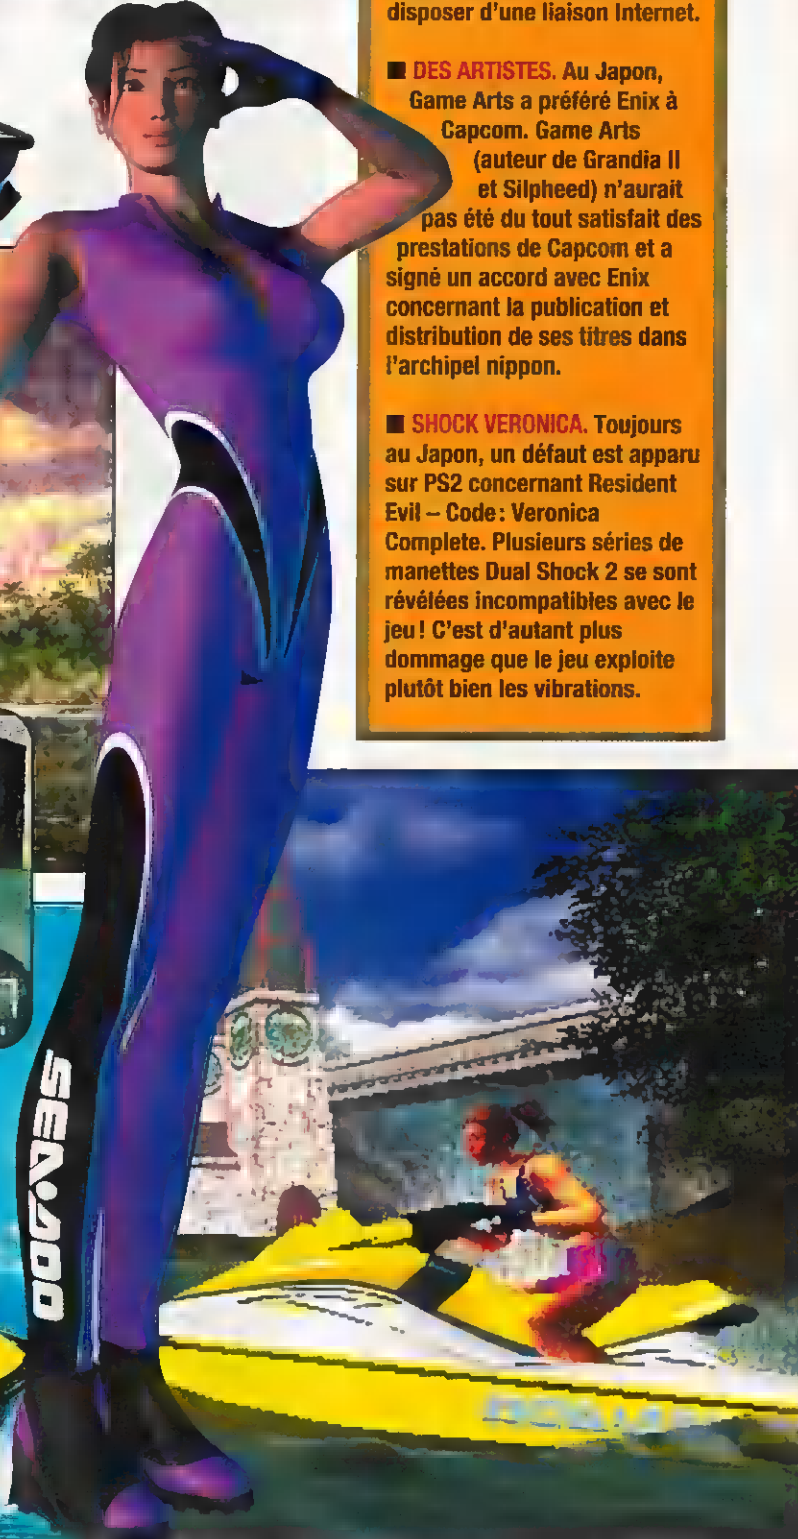 disposer d'une liaison Internet.
■ DES ARTISTES. Au Japon,
Game Arts a préféré Enix à
Capcom. Game Arts
(auteur de Grandia II
et Silpheed) n'aurait
pas été du tout satisfait des
prestations de Capcom et a
signé un accord avec Enix
concernant la publication et
distribution de ses titres dans
l'archipel nippon.
■ SHOCK VERONICA. Toujours
au Japon, un défaut est apparu
sur PS2 concernant Resident
Evil – Code : Veronica
Complete. Plusieurs séries de
manettes Dual Shock 2 se sont
révélées incompatibles avec le
jeu ! C'est d'autant plus
dommage que le jeu exploite
plutôt bien les vibrations.